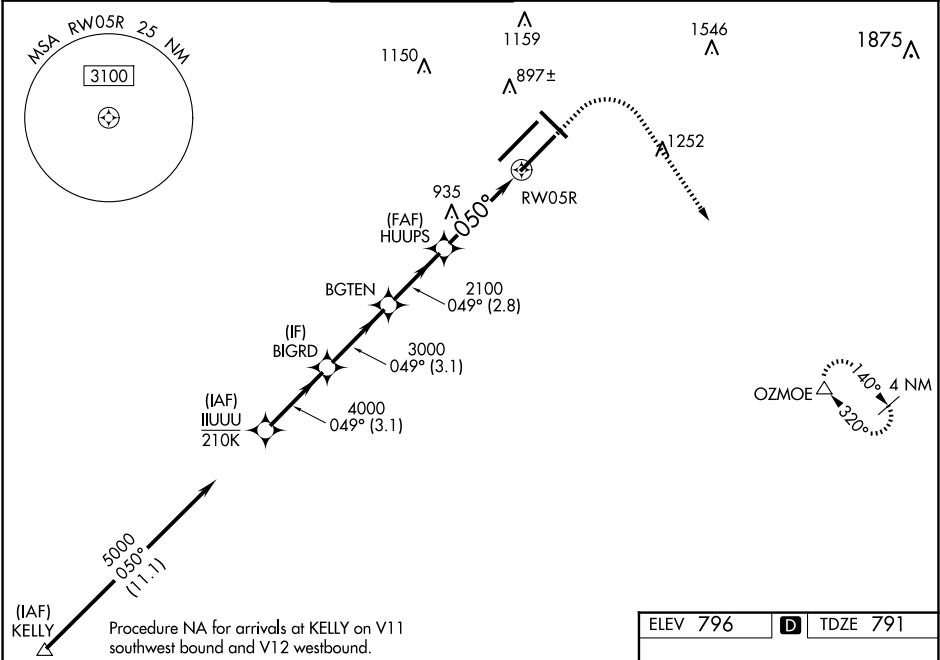 MSA RW05R 25 NM
3100
1150
1159
897±
1546
1875
1252
RW05R
935
050°
(FAF)
HUUPS
BGTEN
2100
049° (2.8)
(IF)
BIGRD
3000
049° (3.1)
(IAF)
IIUUU
210K
4000
049° (3.1)
OZMOE
140°
4 NM
320°
5000
050°
(11.1)
(IAF)
KELLY
Procedure NA for arrivals at KELLY on V11
southwest bound and V12 westbound.
ELEV 796 D TDZE 791